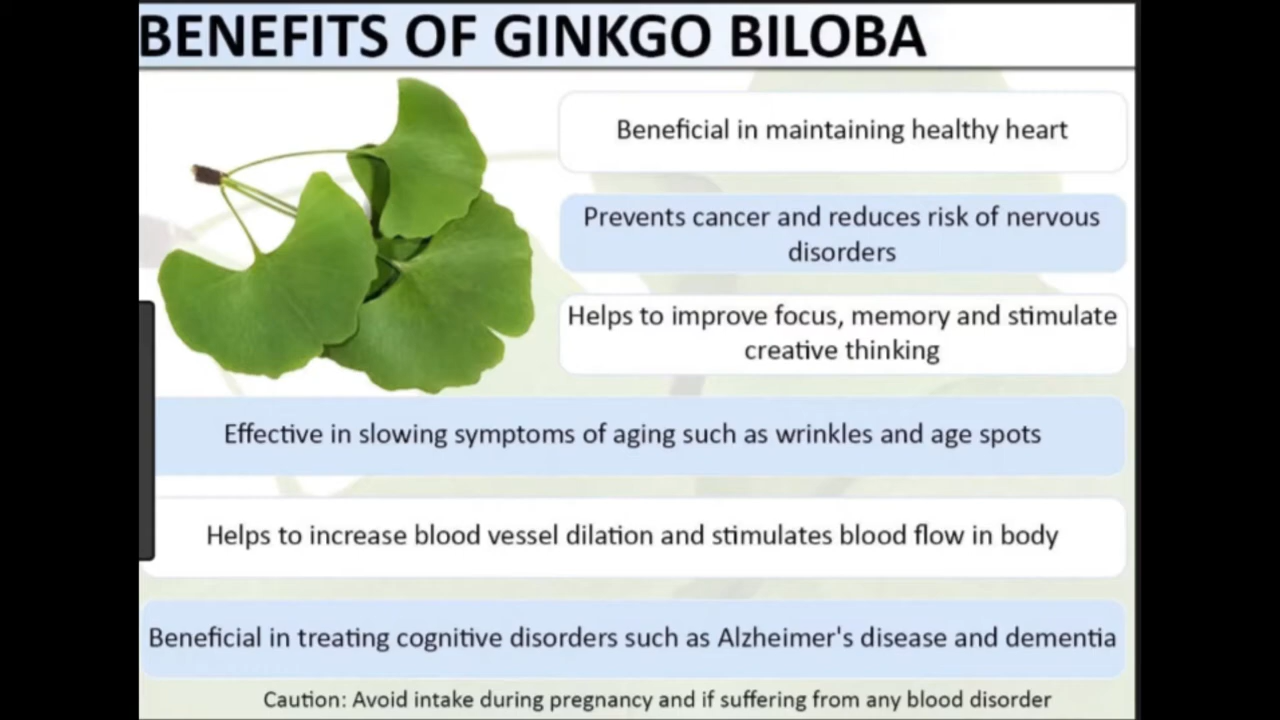 BENEFITS OF GINKGO BILOBA
Beneficial in maintaining healthy heart
Prevents cancer and reduces risk of nervous
disorders
Helps to improve focus, memory and stimulate
creative thinking
Effective in slowing symptoms of aging such as wrinkles and age spots
Helps to increase blood vessel dilation and stimulates blood flow in body
Beneficial in treating cognitive disorders such as Alzheimer's disease and dementia
Caution: Avoid intake during pregnancy and if suffering from any blood disorder